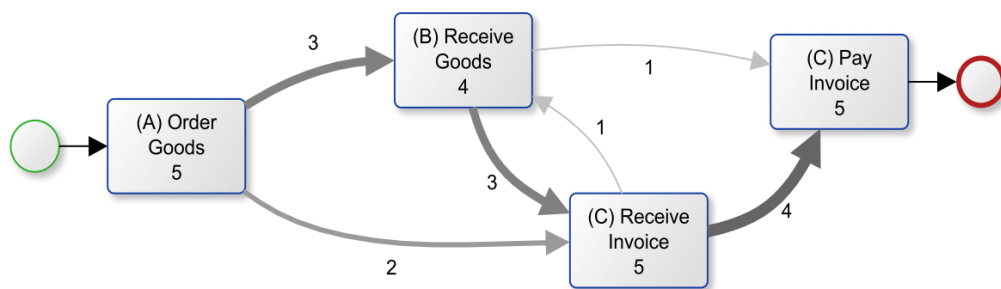 3
(A) Order
Goods
5
(B) Receive
Goods
4
1
(C) Pay
Invoice
5
1
3
2
(C) Receive
Invoice
5
4